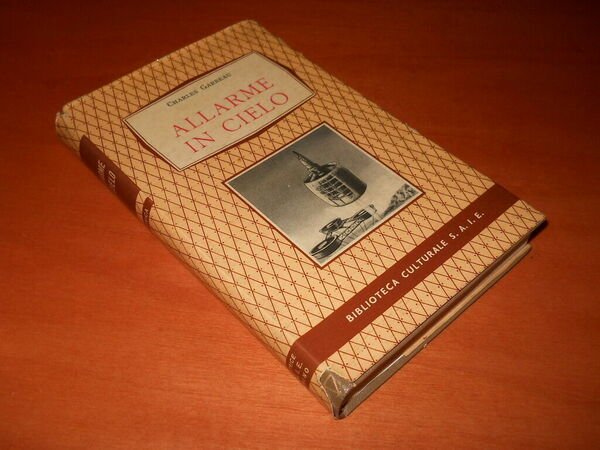 CHARLES GARREAU
ALLARME
IN CIELO
BIBLIOTECA CULTURALE S. A. I. E.